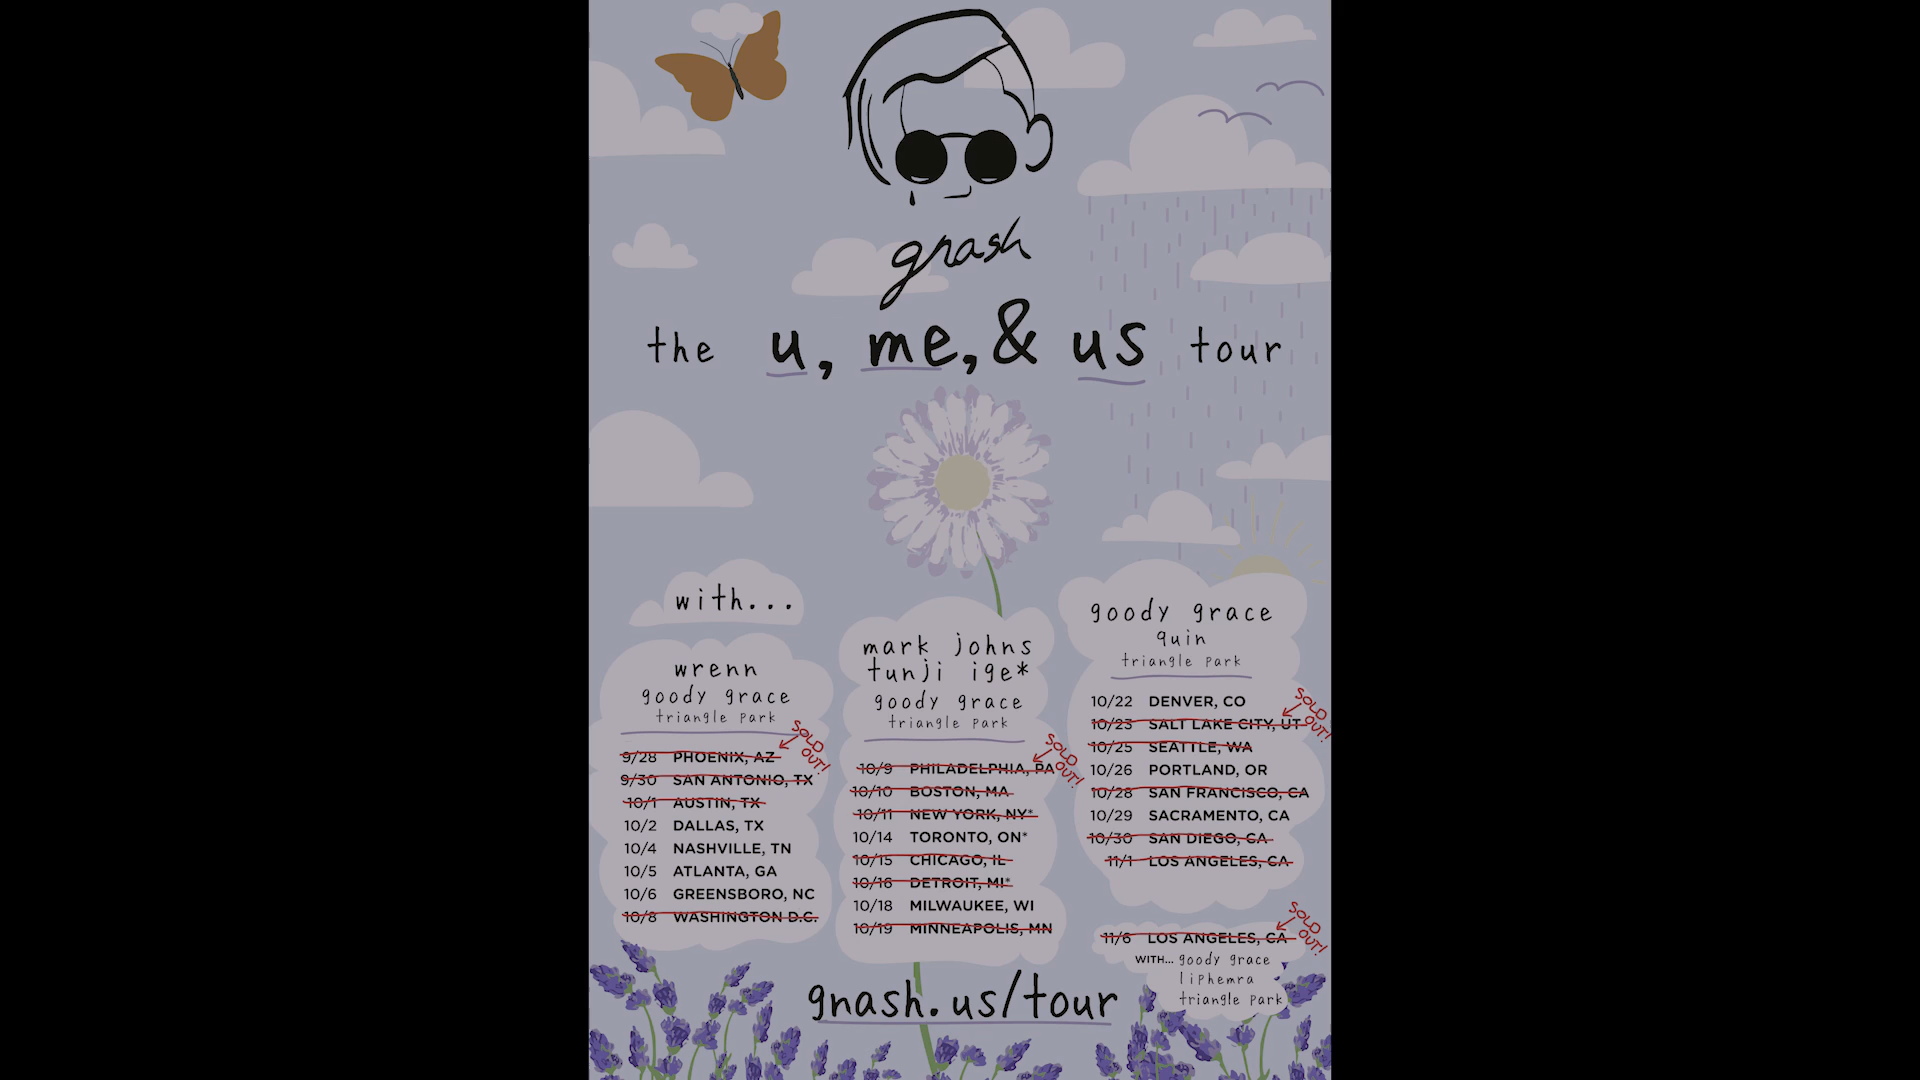 gnash
the u, me, & us tour
with...
wrenn
goody grace
triangle park
SOLD OUT!
9/28 PHOENIX, AZ
9/30 SAN ANTONIO, TX
10/1 AUSTIN, TX
10/2 DALLAS, TX
10/4 NASHVILLE, TN
10/5 ATLANTA, GA
10/6 GREENSBORO, NC
10/8 WASHINGTON D.C.
mark johns
tunji ige*
goody grace
triangle park
SOLD OUT!
10/9 PHILADELPHIA, PA
10/10 BOSTON, MA
10/11 NEW YORK, NY*
10/14 TORONTO, ON*
10/15 CHICAGO, IL
10/16 DETROIT, MI*
10/18 MILWAUKEE, WI
10/19 MINNEAPOLIS, MN
goody grace
quin
triangle park
10/22 DENVER, CO
SOLD OUT!
10/23 SALT LAKE CITY, UT
10/25 SEATTLE, WA
10/26 PORTLAND, OR
10/28 SAN FRANCISCO, CA
10/29 SACRAMENTO, CA
10/30 SAN DIEGO, CA
11/1 LOS ANGELES, CA
SOLD OUT!
11/6 LOS ANGELES, CA
WITH... goody grace
liphemra
triangle park
gnash.us/tour